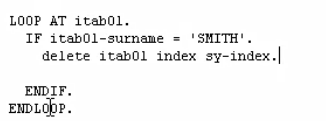 LOOP AT itab01.
IF itab01-surname = 'SMITH'.
delete itab01 index sy-index.
ENDIF.
ENDLOOP.